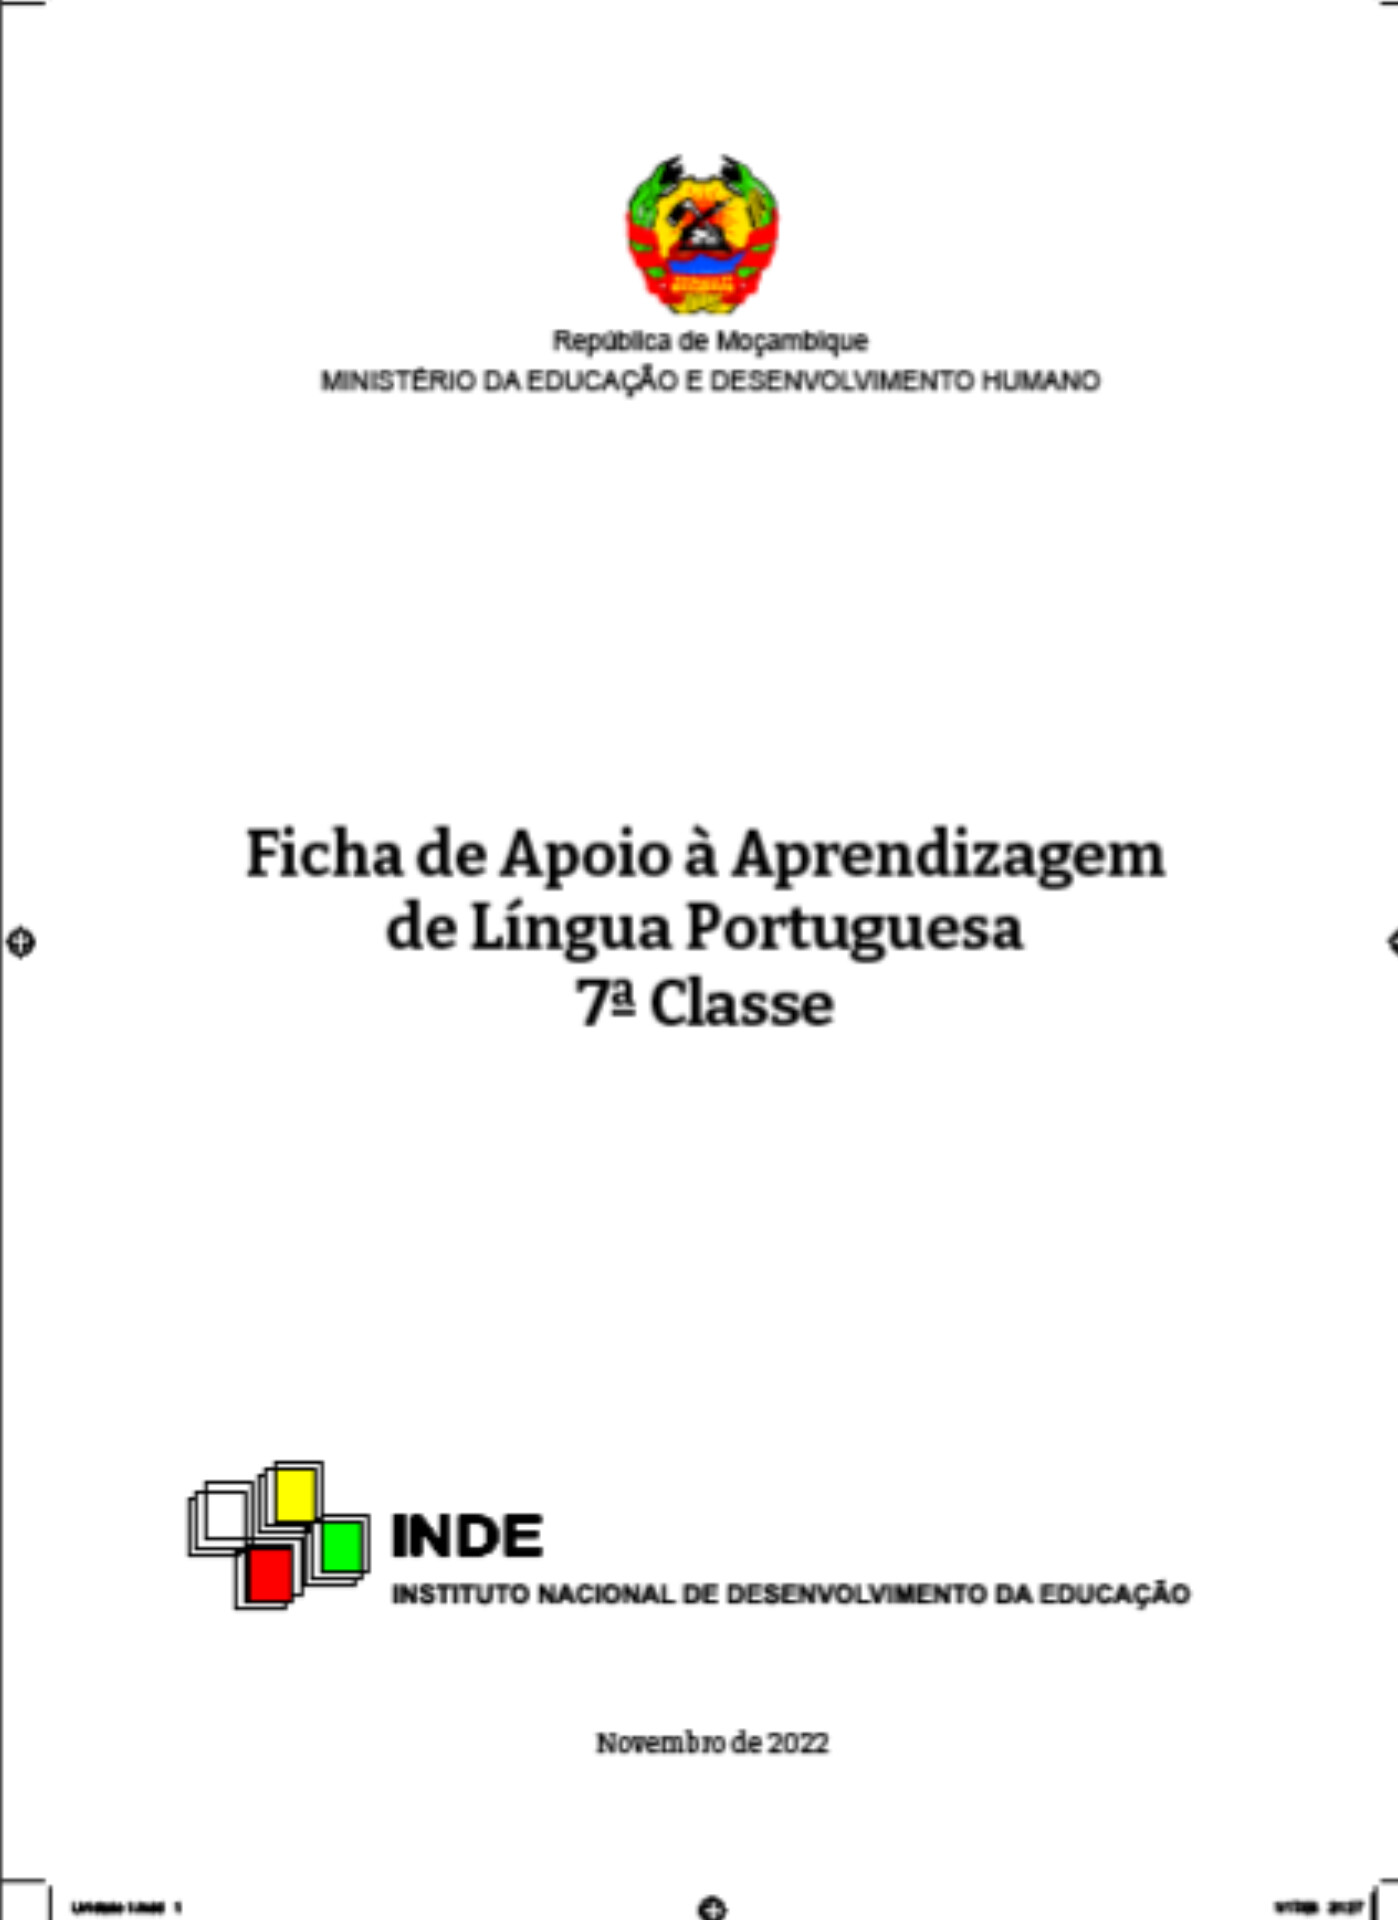 República de Moçambique
MINISTÉRIO DA EDUCAÇÃO E DESENVOLVIMENTO HUMANO
Ficha de Apoio à Aprendizagem
de Língua Portuguesa
7ª Classe
INDE
INSTITUTO NACIONAL DE DESENVOLVIMENTO DA EDUCAÇÃO
Novembro de 2022
1